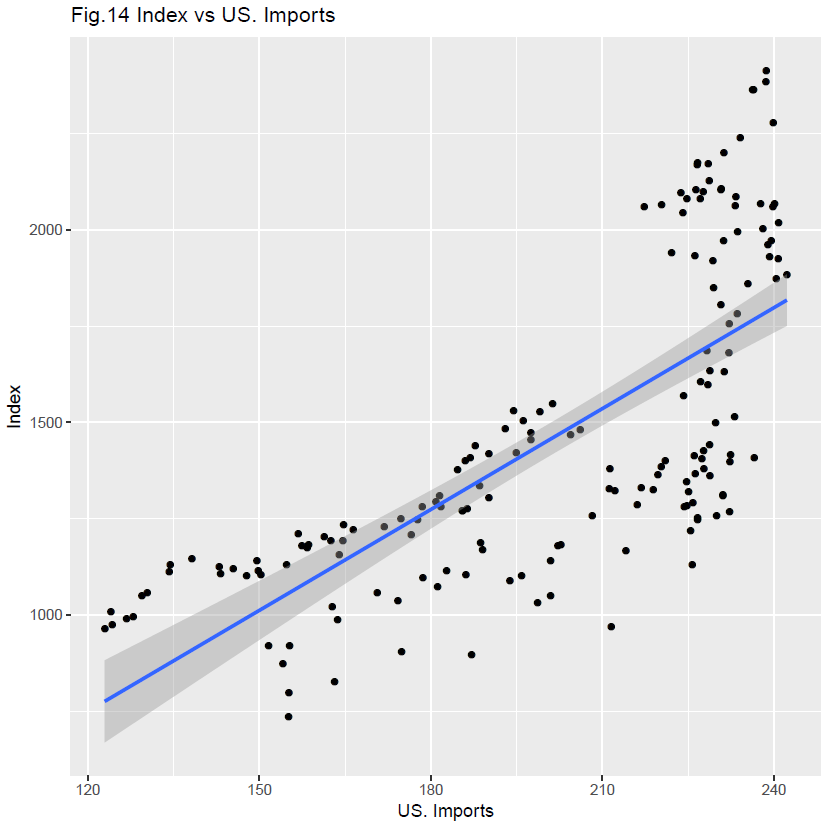 Fig.14 Index vs US. Imports
2000
1500
1000
Index
120 150 180 210 240
US. Imports